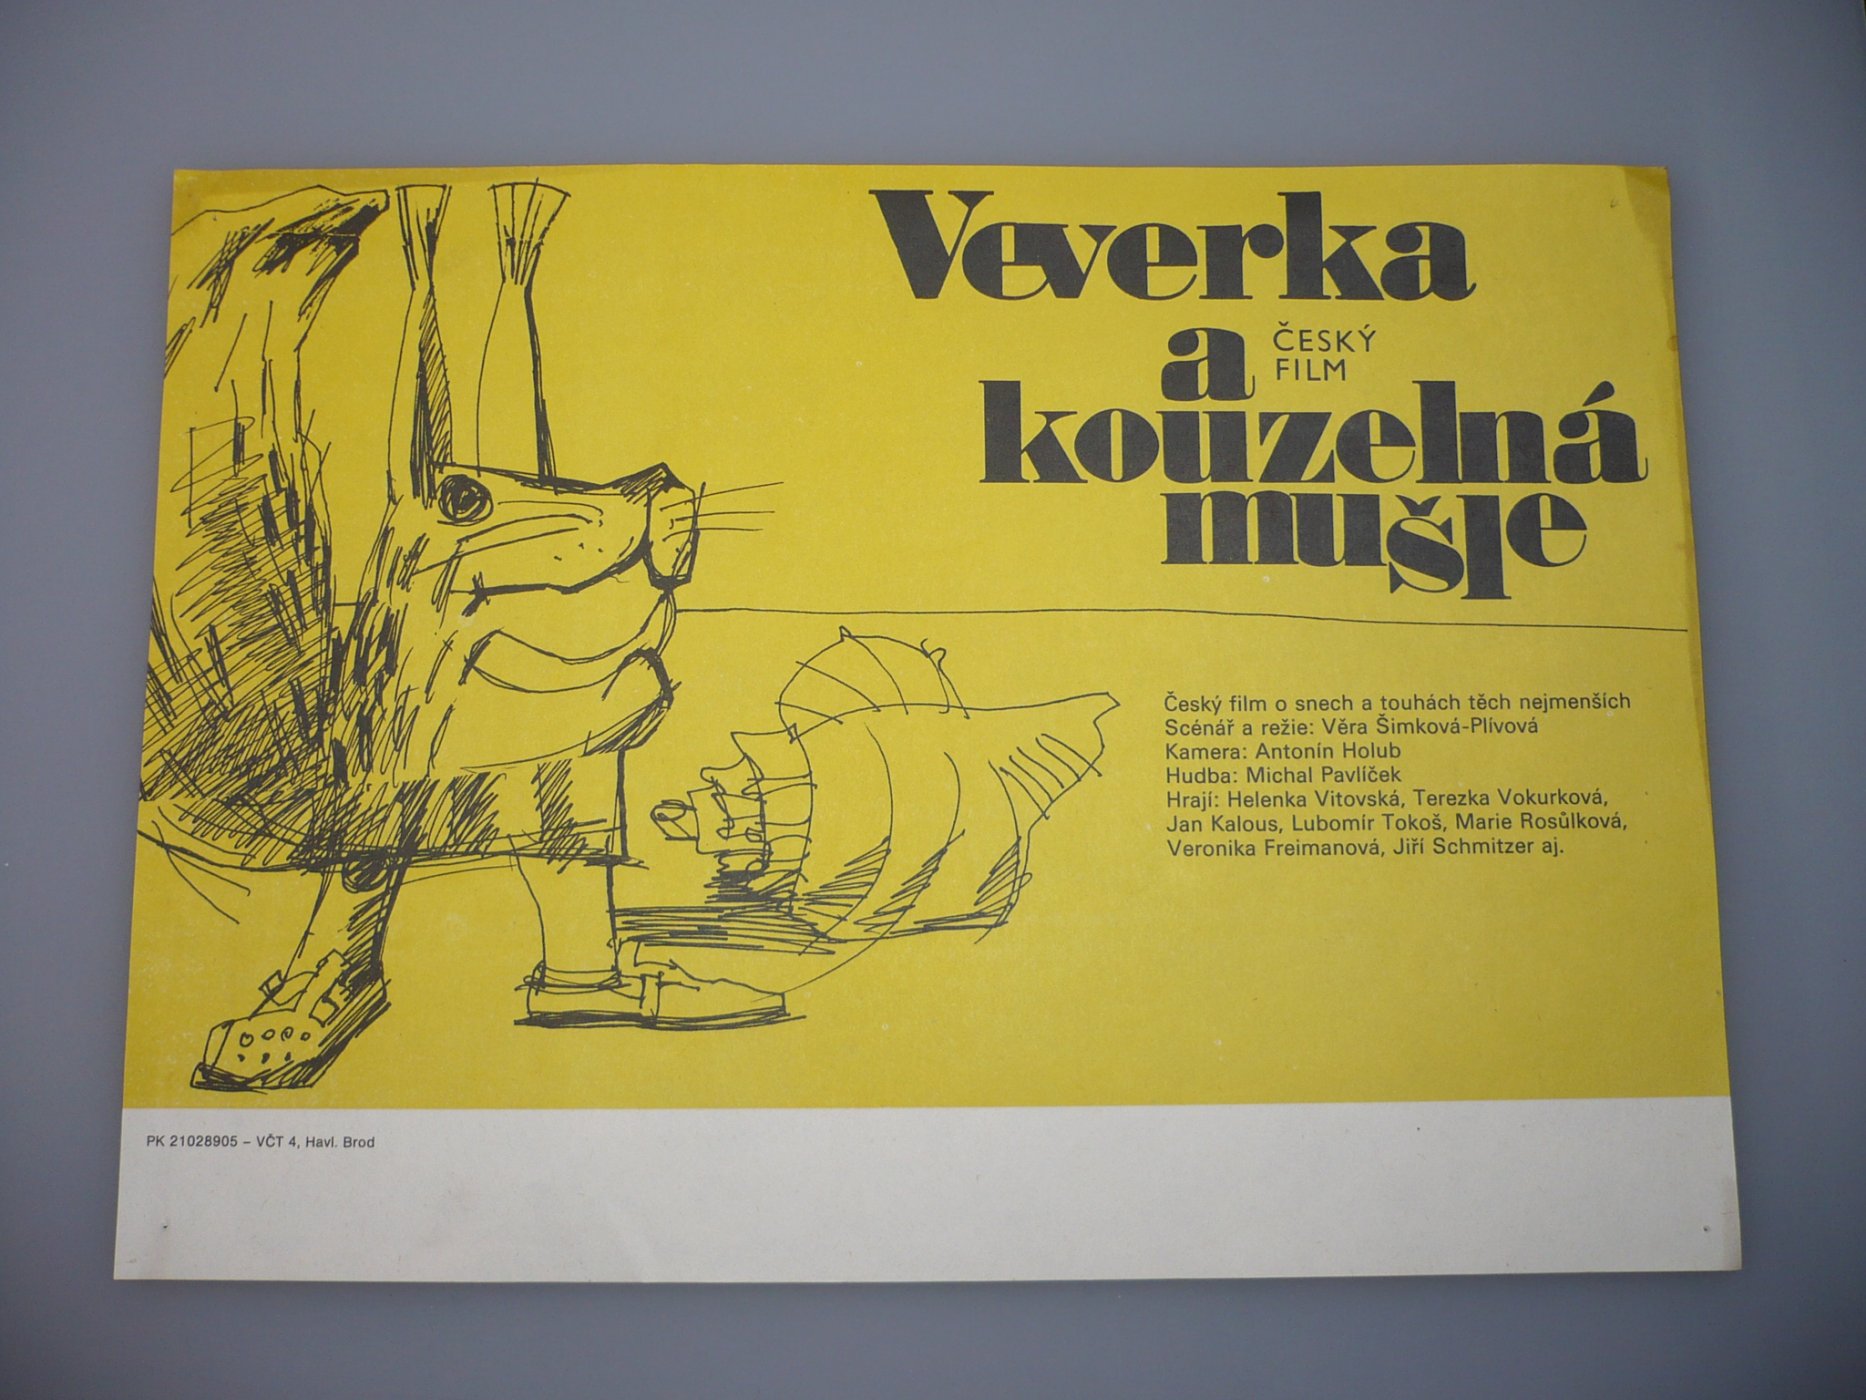 Veverka
a
ČESKÝ
FILM
kouzelná
mušle
Český film o snech a touhách těch nejmenších
Scénář a režie: Věra Šimková-Plívová
Kamera: Antonín Holub
Hudba: Michal Pavlíček
Hrají: Helenka Vitovská, Terezka Vokurková,
Jan Kalous, Lubomír Tokoš, Marie Rosůlková,
Veronika Freimanová, Jiří Schmitzer aj.
PK 21028905 – VČT 4, Havl. Brod